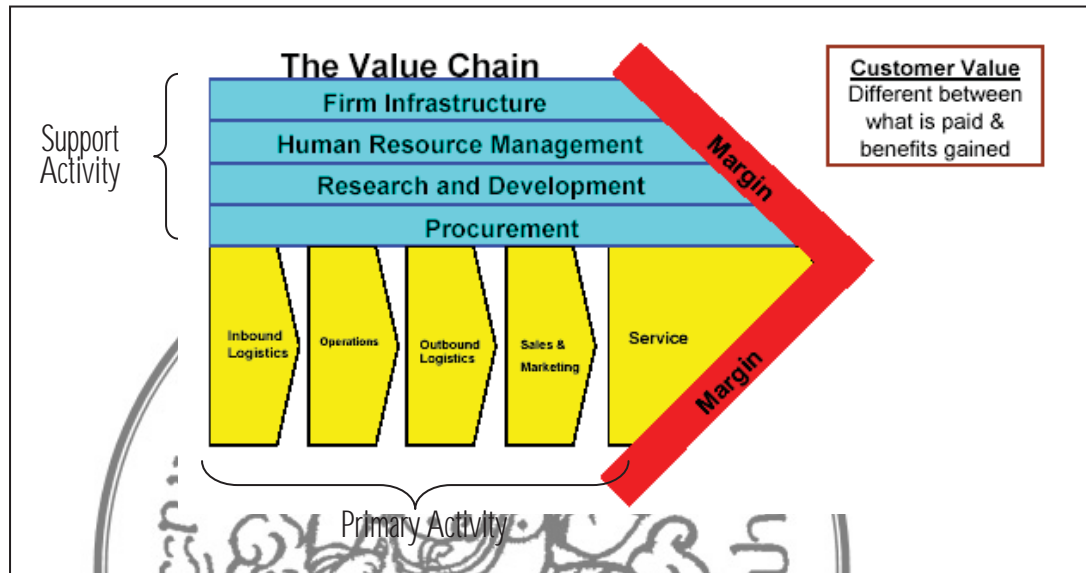 The Value Chain
Firm Infrastructure
Human Resource Management
Research and Development
Procurement
Support
Activity
Inbound
Logistics
Operations
Outbound
Logistics
Sales &
Marketing
Service
Margin
Margin
Primary Activity
Customer Value
Different between
what is paid &
benefits gained